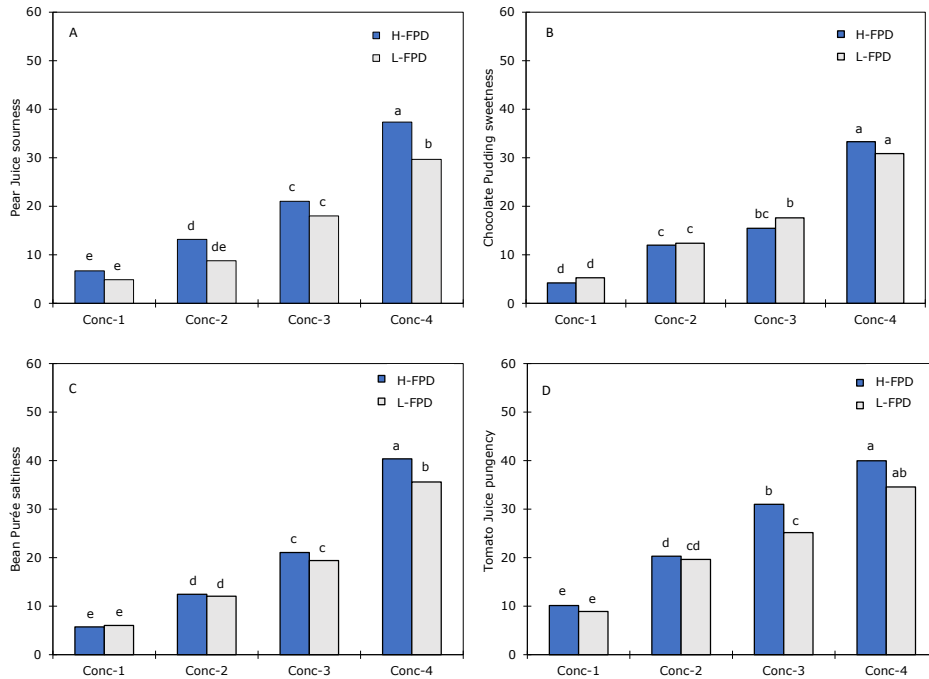 A
60
50
40
30
20
10
0
Pear Juice sourness
H-FPD
L-FPD
e e d de c c a b
Conc-1 Conc-2 Conc-3 Conc-4
B
60
50
40
30
20
10
0
Chocolate Pudding sweetness
H-FPD
L-FPD
d d c c bc b a a
Conc-1 Conc-2 Conc-3 Conc-4
C
60
50
40
30
20
10
0
Bean Purée saltiness
H-FPD
L-FPD
e e d d c c a b
Conc-1 Conc-2 Conc-3 Conc-4
D
60
50
40
30
20
10
0
Tomato Juice pungency
H-FPD
L-FPD
e e d cd b c a ab
Conc-1 Conc-2 Conc-3 Conc-4